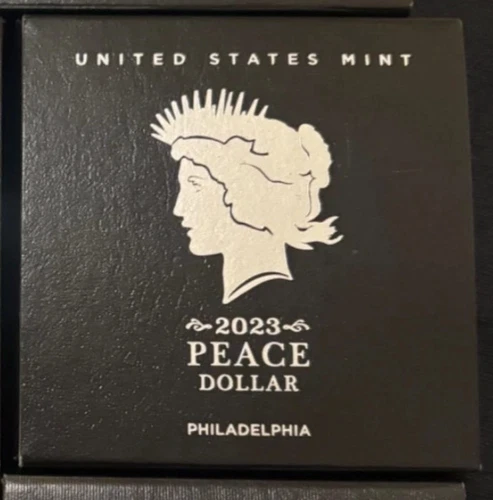 UNITED STATES MINT
2023
PEACE
DOLLAR
PHILADELPHIA